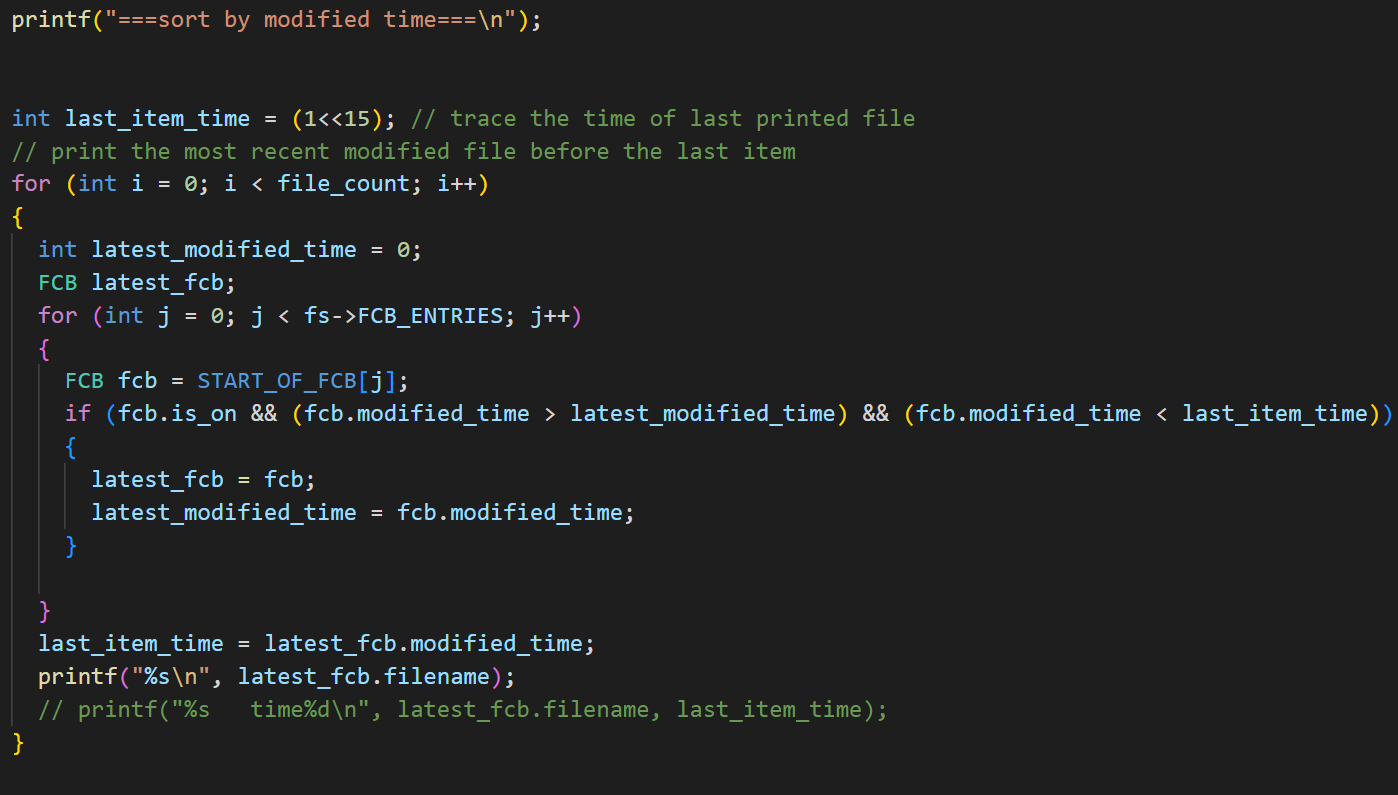 printf("===sort by modified time===\n");
int last_item_time = (1<<15); // trace the time of last printed file
// print the most recent modified file before the last item
for (int i = 0; i < file_count; i++)
{
  int latest_modified_time = 0;
  FCB latest_fcb;
  for (int j = 0; j < fs->FCB_ENTRIES; j++)
  {
    FCB fcb = START_OF_FCB[j];
    if (fcb.is_on && (fcb.modified_time > latest_modified_time) && (fcb.modified_time < last_item_time))
    {
      latest_fcb = fcb;
      latest_modified_time = fcb.modified_time;
    }
  }
  last_item_time = latest_fcb.modified_time;
  printf("%s\n", latest_fcb.filename);
  // printf("%s   time%d\n", latest_fcb.filename, last_item_time);
}